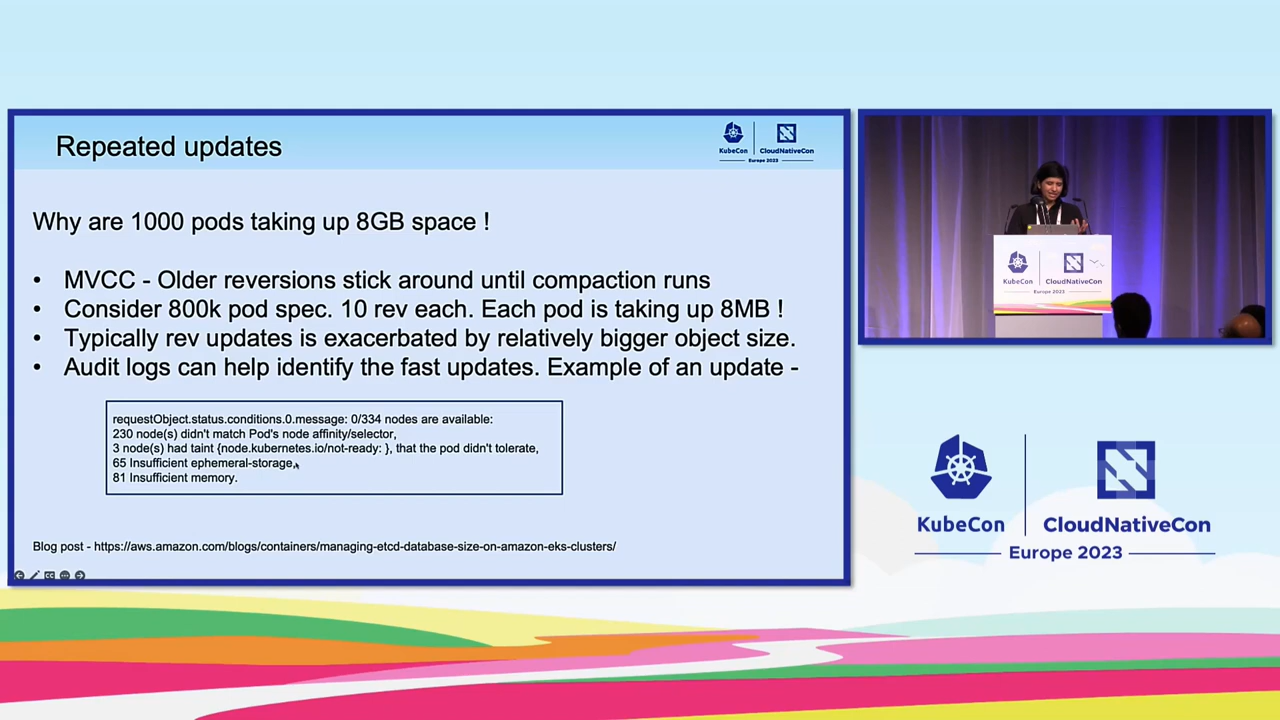 Repeated updates
KubeCon
CloudNativeCon
Europe 2023
Why are 1000 pods taking up 8GB space !
• MVCC - Older reversions stick around until compaction runs
• Consider 800k pod spec. 10 rev each. Each pod is taking up 8MB !
• Typically rev updates is exacerbated by relatively bigger object size.
• Audit logs can help identify the fast updates. Example of an update -
requestObject.status.conditions.0.message: 0/334 nodes are available:
230 node(s) didn't match Pod's node affinity/selector,
3 node(s) had taint {node.kubernetes.io/not-ready: }, that the pod didn't tolerate,
65 Insufficient ephemeral-storage,
81 Insufficient memory.
Blog post - https://aws.amazon.com/blogs/containers/managing-etcd-database-size-on-amazon-eks-clusters/
KubeCon
CloudNativeCon
Europe 2023
KubeCon
CloudNativeCon
Europe 2023